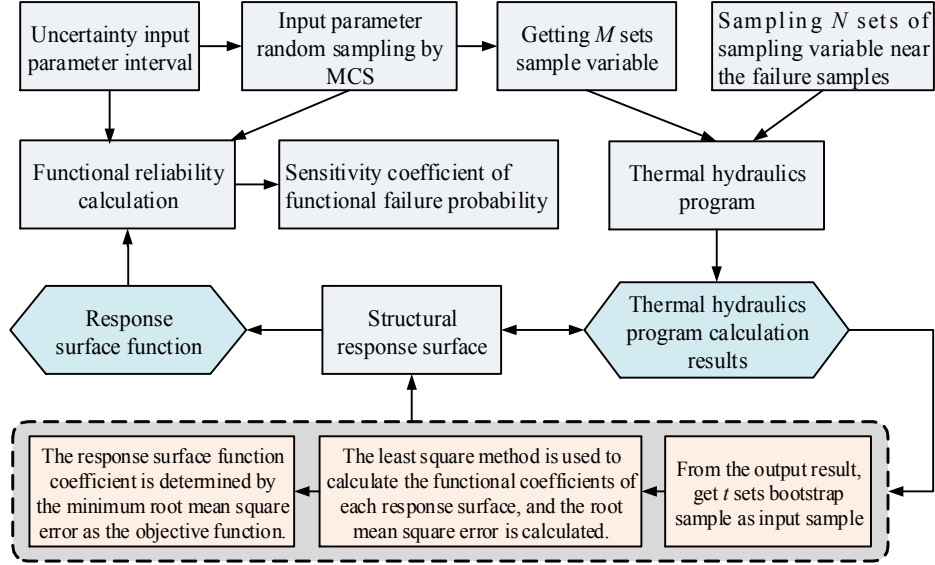 Uncertainty input
parameter interval
Input parameter
random sampling by
MCS
Getting M sets
sample variable
Sampling N sets of
sampling variable near
the failure samples
Functional reliability
calculation
Sensitivity coefficient of
functional failure probability
Thermal hydraulics
program
Response
surface function
Structural
response surface
Thermal hydraulics
program calculation
results
The response surface function
coefficient is determined by
the minimum root mean square
error as the objective function.
The least square method is used to
calculate the functional coefficients of
each response surface, and the root
mean square error is calculated.
From the output result,
get t sets bootstrap
sample as input sample